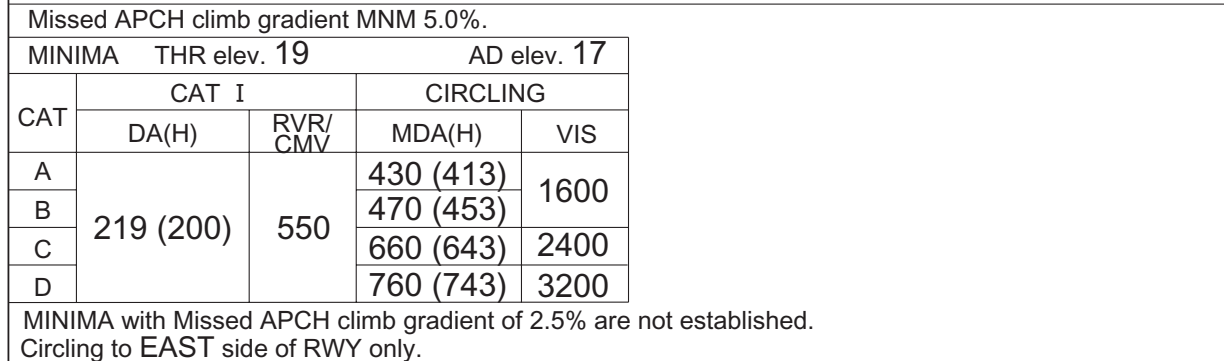 Missed APCH climb gradient MNM 5.0%.
MINIMA THR elev. 19 AD elev. 17
CAT CAT I CIRCLING
DA(H) RVR/CMV MDA(H) VIS
A 219 (200) 550 430 (413) 1600
B 470 (453)
C 660 (643) 2400
D 760 (743) 3200
MINIMA with Missed APCH climb gradient of 2.5% are not established.
Circling to EAST side of RWY only.